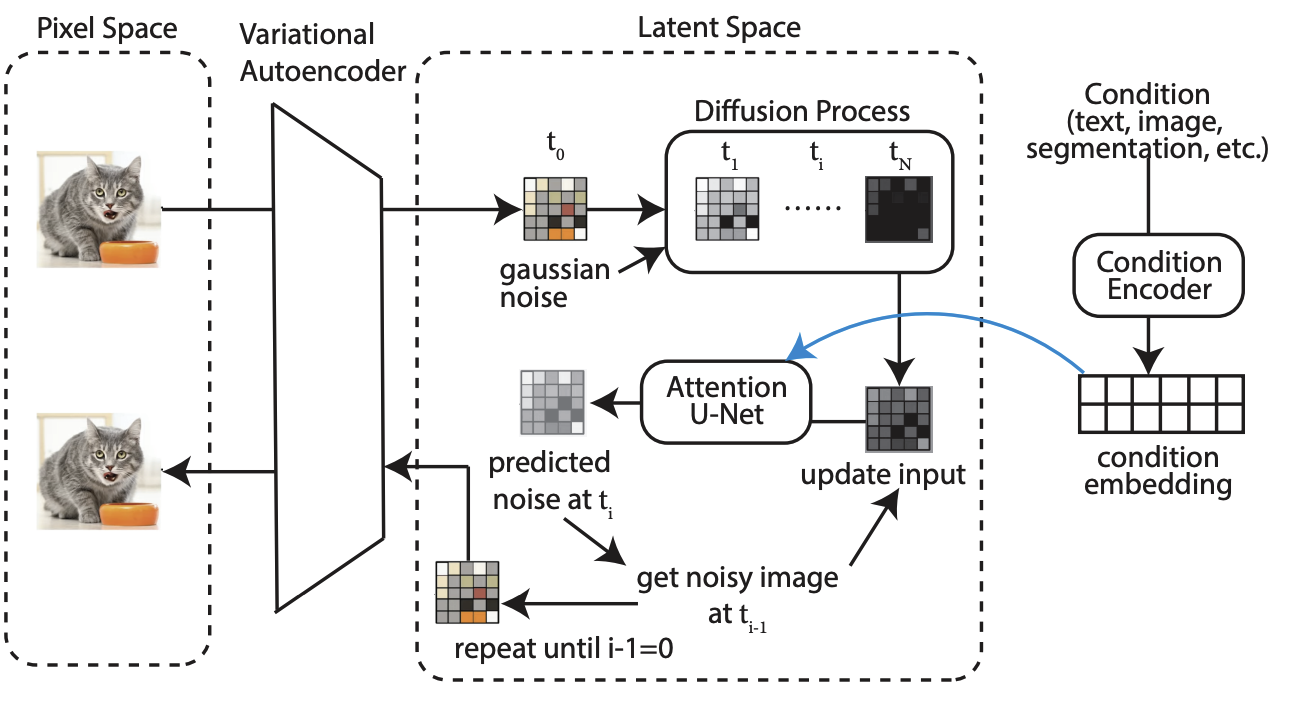 Pixel Space
Variational
Autoencoder
Latent Space
Diffusion Process
t0
t1
ti
tN
......
gaussian
noise
Condition
(text, image,
segmentation, etc.)
Condition
Encoder
condition
embedding
Attention
U-Net
update input
predicted
noise at ti
get noisy image
at ti-1
repeat until i-1=0